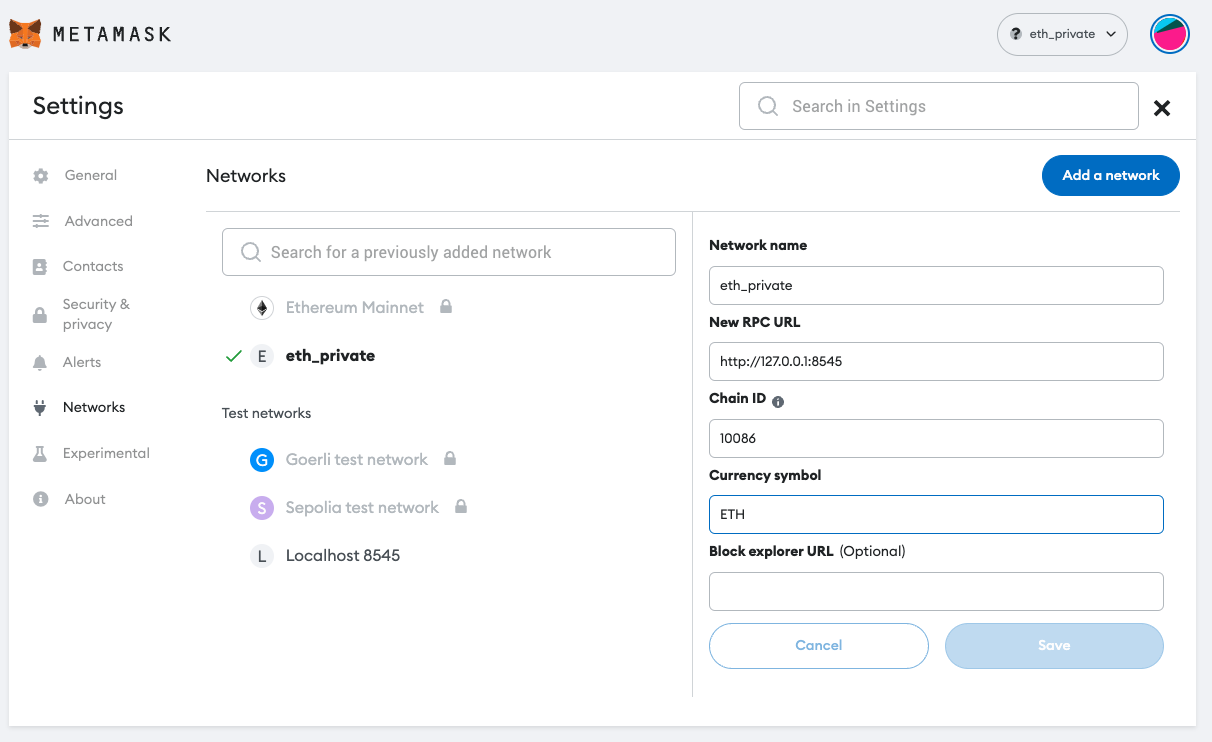 METAMASK
? eth_private
Settings
Search in Settings
General
Advanced
Contacts
Security &
privacy
Alerts
Networks
Experimental
About
Networks
Add a network
Search for a previously added network
Ethereum Mainnet
E eth_private
Test networks
G Goerli test network
S Sepolia test network
L Localhost 8545
Network name
eth_private
New RPC URL
http://127.0.0.1:8545
Chain ID
10086
Currency symbol
ETH
Block explorer URL (Optional)
Cancel
Save